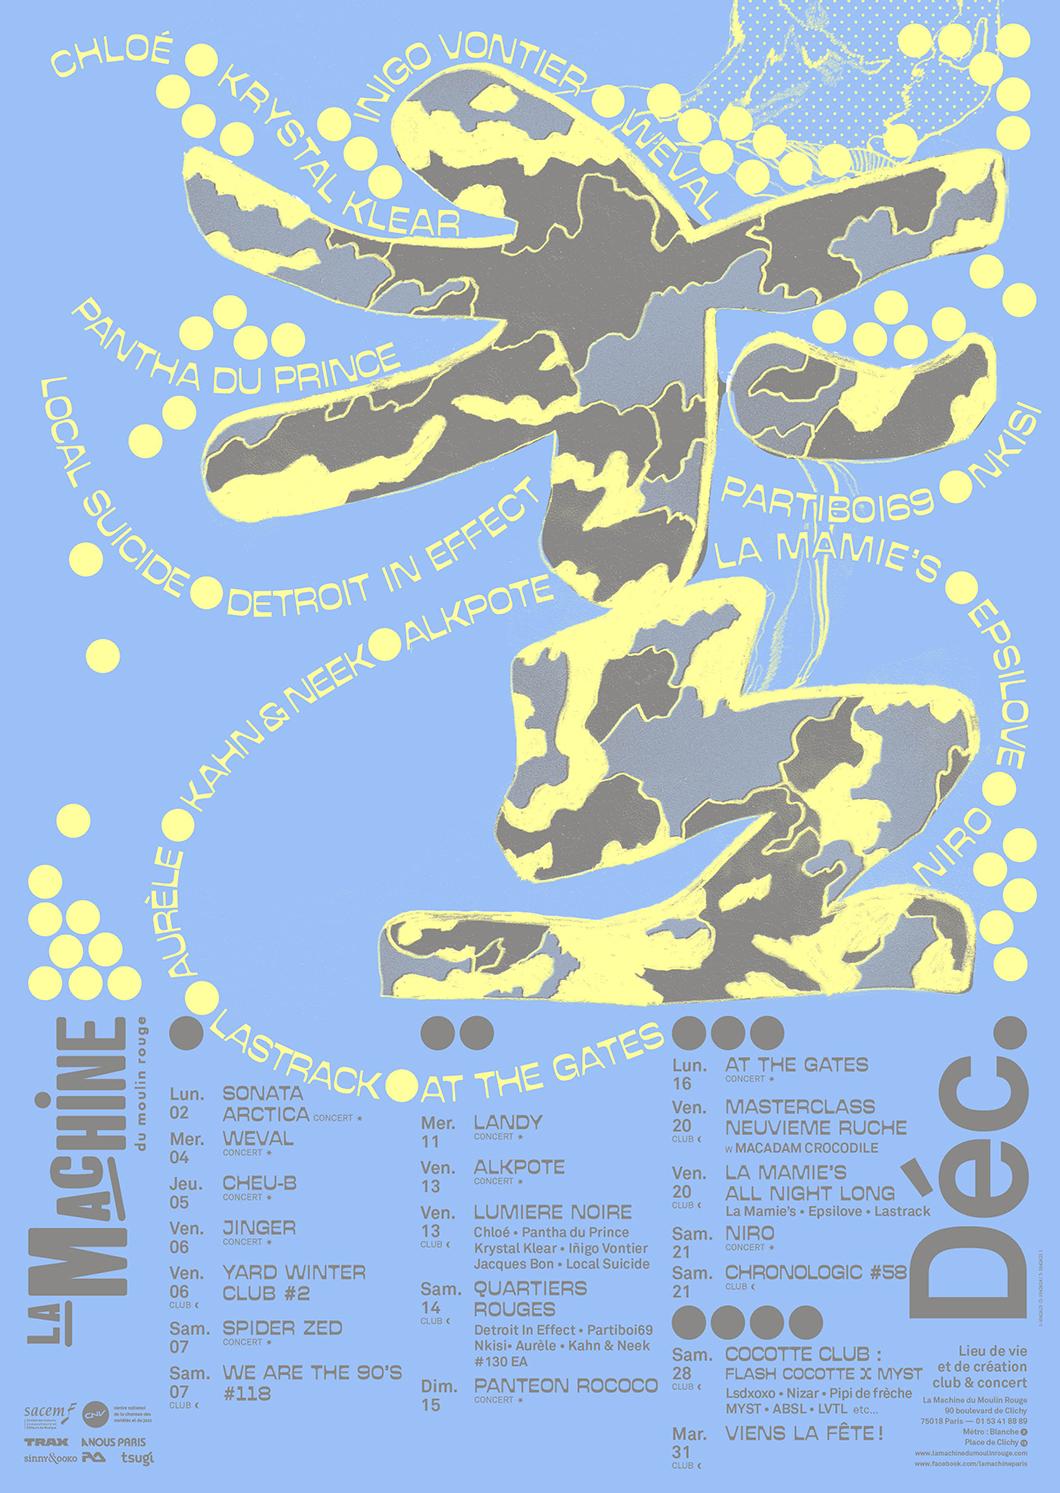 CHLOÉ
KRYSTAL KLEAR
INIGO VONTIER
WEVAL
PANTHA DU PRINCE
LOCAL SUICIDE
DETROIT IN EFFECT
PARTIBOI69
NKISI
LA MAMIE'S
EPSILOVE
NIRO
ALKPOTE
KAHN & NEEK
AURÈLE
LASTRACK
AT THE GATES
LA MACHINE
du moulin rouge
Déc.
Lun. 02 SONATA
ARCTICA CONCERT
Mer. 04 WEVAL
CONCERT
Jeu. 05 CHEU-B
CONCERT
Ven. 06 JINGER
CONCERT
Ven. 06 YARD WINTER
CLUB CLUB #2
Sam. 07 SPIDER ZED
CONCERT
Sam. 07 WE ARE THE 90'S
CLUB #118
Mer. 11 LANDY
CONCERT
Ven. 13 ALKPOTE
CONCERT
Ven. 13 LUMIERE NOIRE
CLUB Chloé • Pantha du Prince
Krystal Klear • Iñigo Vontier
Jacques Bon • Local Suicide
Sam. 14 QUARTIERS
CLUB ROUGES
Detroit In Effect • Partiboi69
Nkisi• Aurèle • Kahn & Neek
#130 EA
Dim. 15 PANTEON ROCOCO
CONCERT
Lun. 16 AT THE GATES
CONCERT
Ven. 20 MASTERCLASS
CLUB NEUVIEME RUCHE
w MACADAM CROCODILE
Ven. 20 LA MAMIE'S
CLUB ALL NIGHT LONG
La Mamie's • Epsilove • Lastrack
Sam. 21 NIRO
CONCERT
Sam. 21 CHRONOLOGIC #58
CLUB
Sam. 28 COCOTTE CLUB :
CLUB FLASH COCOTTE X MYST
Lsdxoxo • Nizar • Pipi de frèche
MYST • ABSL • LVTL etc...
Mar. 31 VIENS LA FÊTE!
CLUB
Lieu de vie
et de création
club & concert
La Machine du Moulin Rouge
90 boulevard de Clichy
75018 Paris — 01 53 41 88 89
Métro : Blanche
Place de Clichy
www.lamachinedumoulinrouge.com
www.facebook.com/lamachineparis
sacem
CNV
centre national
de la chanson des
variétés et du jazz
TRAX
À NOUS PARIS
sinny&ooko
RA
tsugi